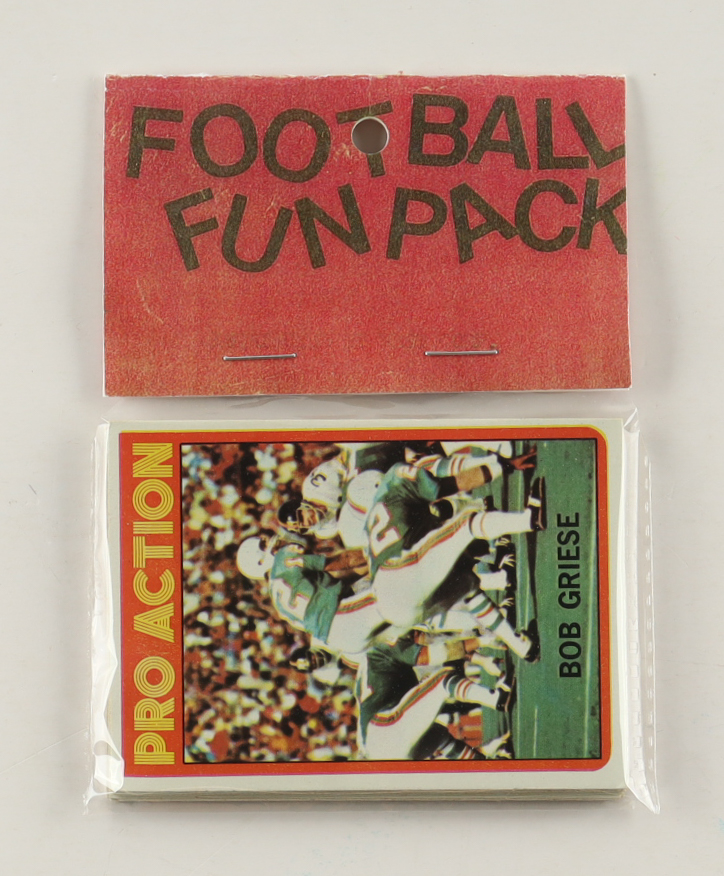 FOOTBALL
FUN PACK
PRO ACTION
BOB GRIESE